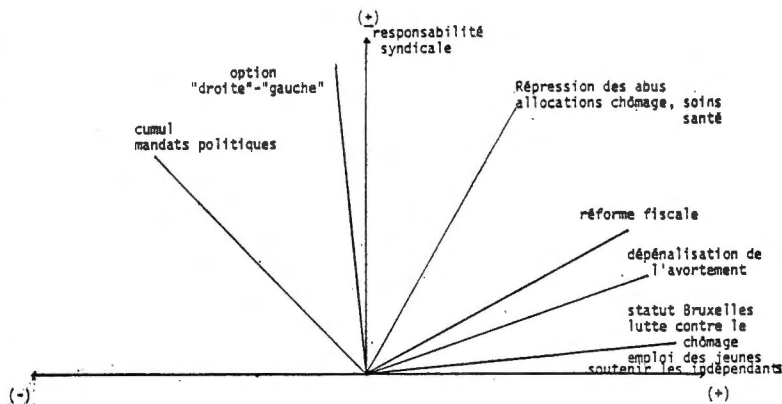 (+)
responsabilité
syndicale
option
"droite"-"gauche"
Répression des abus
allocations chômage, soins
santé
cumul
mandats politiques
réforme fiscale
dépénalisation de
l'avortement
statut Bruxelles
lutte contre le
chômage
emploi des jeunes
soutenir les indépendants
(-)
(+)